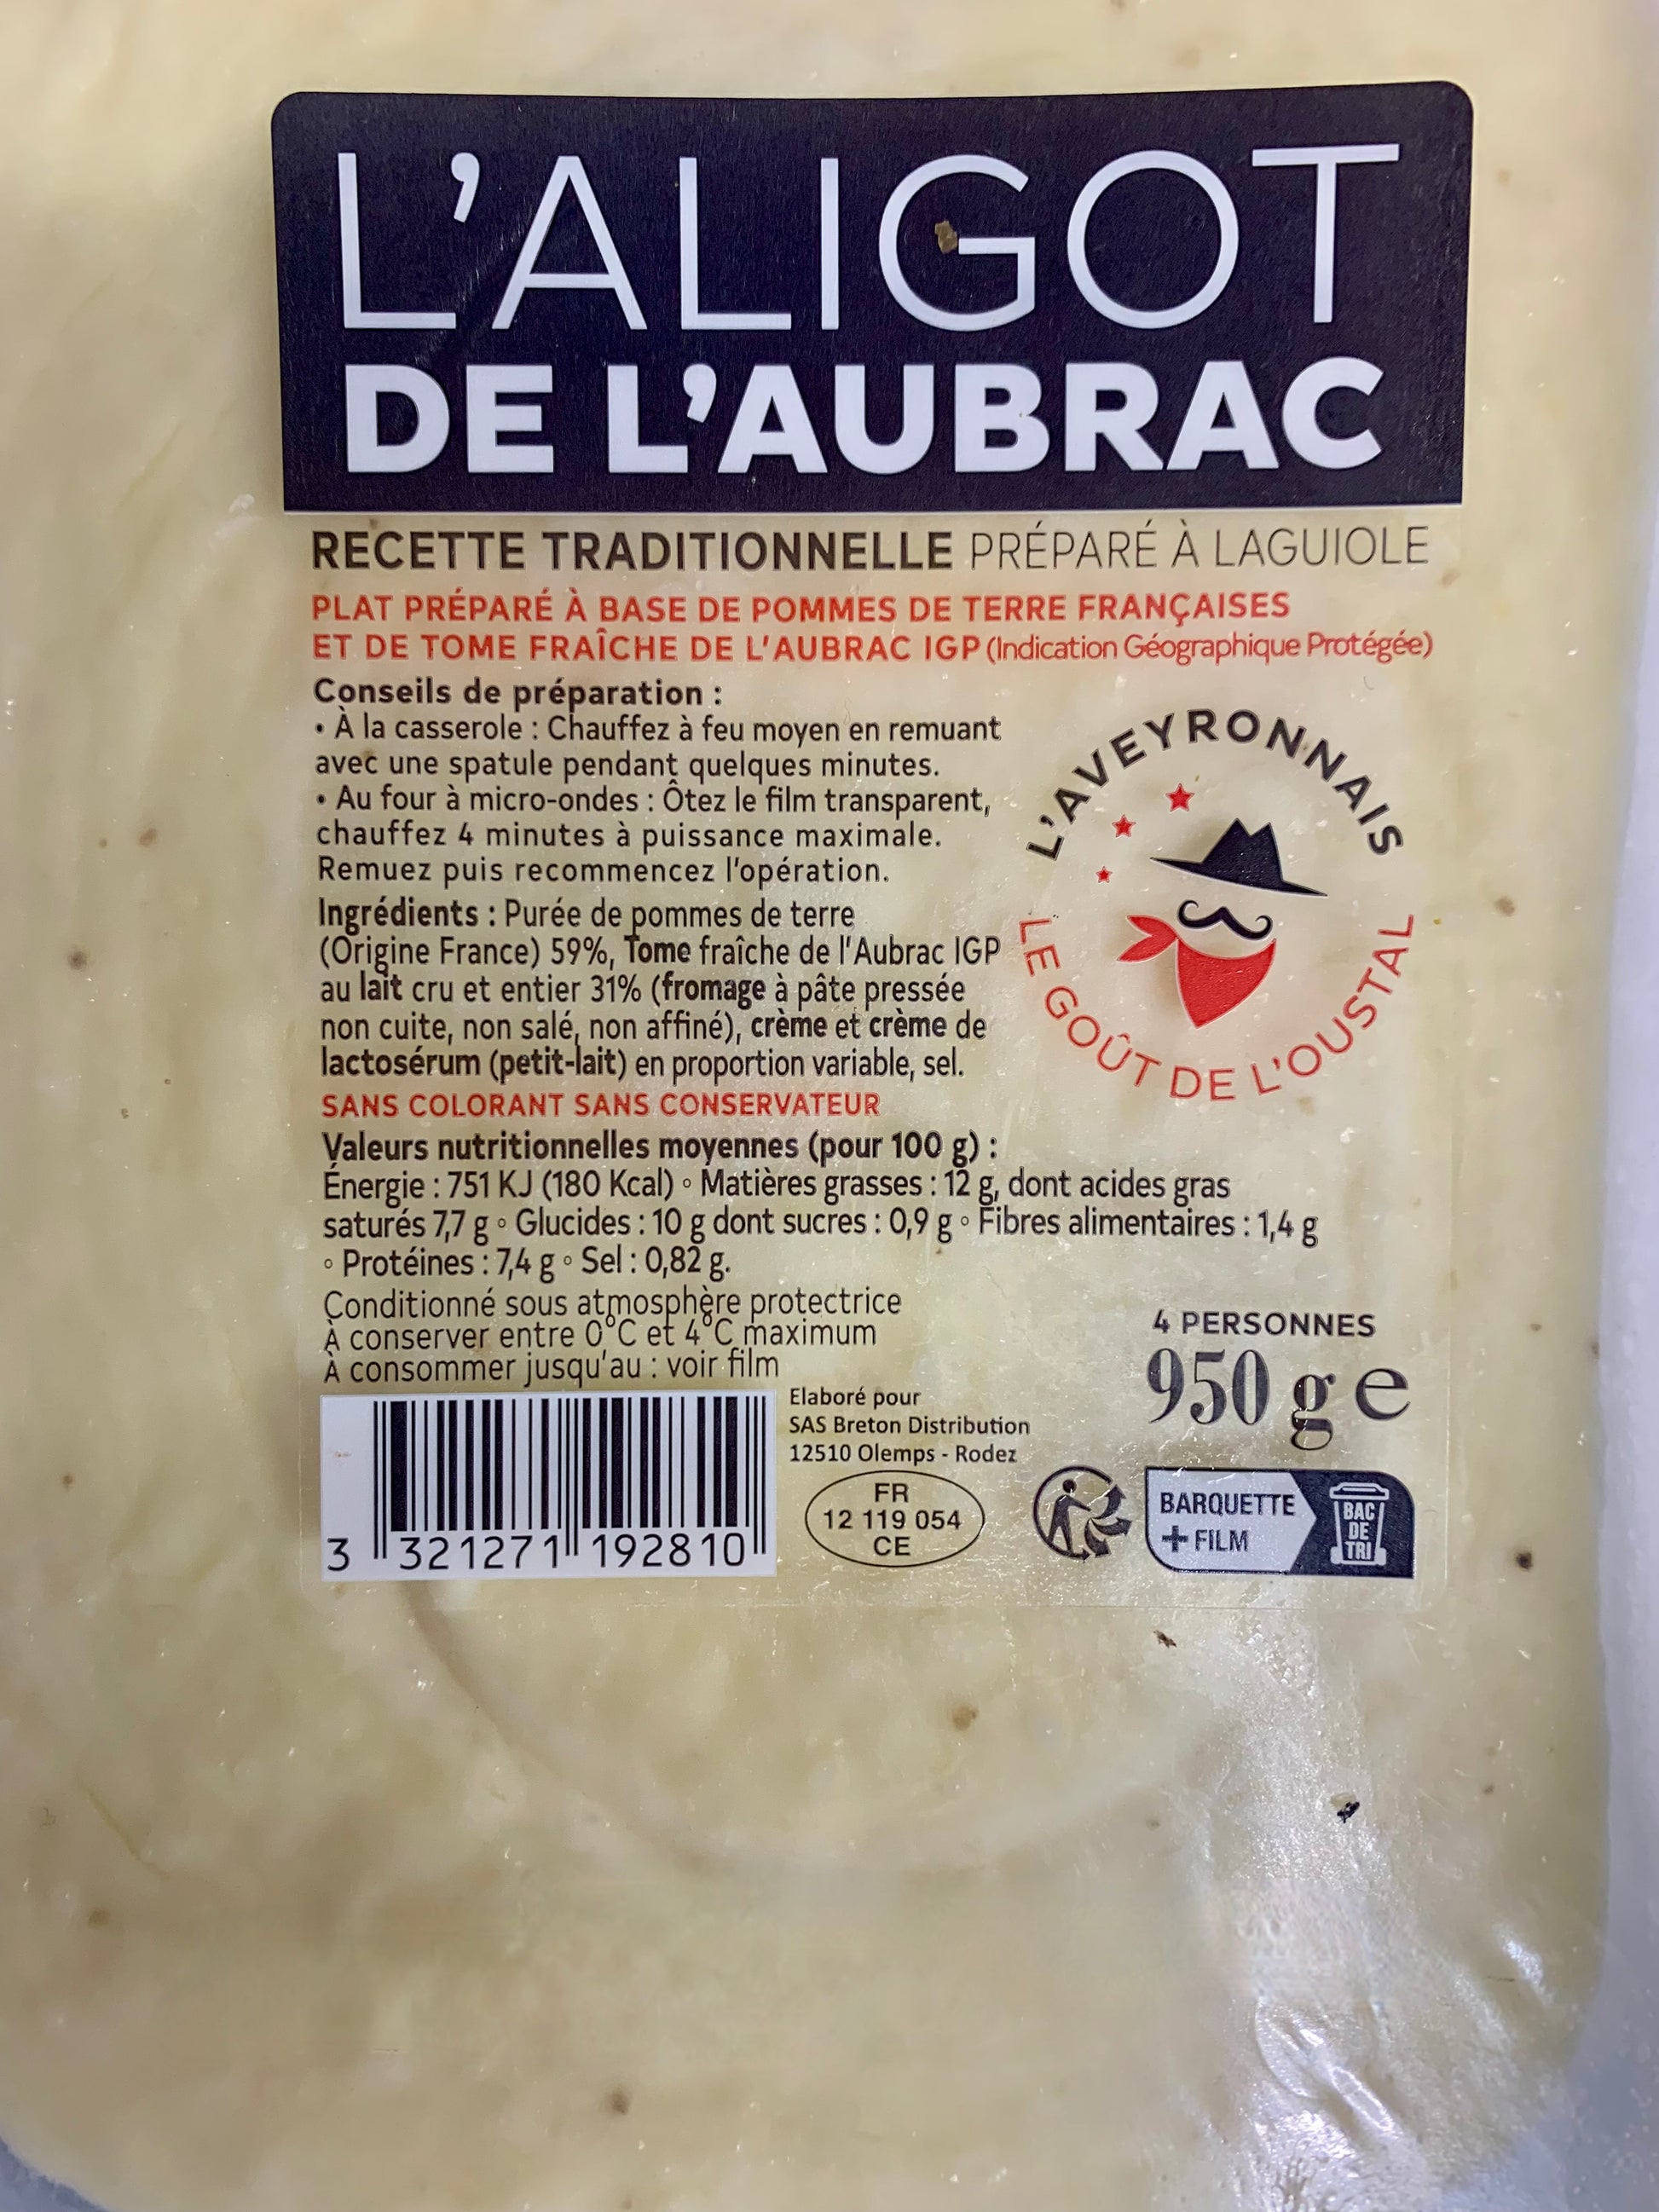 L'ALIGOT
DE L'AUBRAC
RECETTE TRADITIONNELLE PRÉPARÉ À LAGUIOLE
PLAT PRÉPARÉ À BASE DE POMMES DE TERRE FRANÇAISES
ET DE TOME FRAÎCHE DE L'AUBRAC IGP (Indication Géographique Protégée)
Conseils de préparation :
• À la casserole : Chauffez à feu moyen en remuant
avec une spatule pendant quelques minutes.
• Au four à micro-ondes : Ôtez le film transparent,
chauffez 4 minutes à puissance maximale.
Remuez puis recommencez l'opération.
Ingrédients : Purée de pommes de terre
(Origine France) 59%, Tome fraîche de l'Aubrac IGP
au lait cru et entier 31% (fromage à pâte pressée
non cuite, non salé, non affiné), crème et crème de
lactosérum (petit-lait) en proportion variable, sel.
SANS COLORANT SANS CONSERVATEUR
L'AVEYRONNAIS
LE GOÛT DE L'OUSTAL
Valeurs nutritionnelles moyennes (pour 100 g) :
Énergie : 751 KJ (180 Kcal) ◦ Matières grasses : 12 g, dont acides gras
saturés 7,7 g ◦ Glucides : 10 g dont sucres : 0,9 g ◦ Fibres alimentaires : 1,4 g
◦ Protéines : 7,4 g ◦ Sel : 0,82 g.
Conditionné sous atmosphère protectrice
À conserver entre 0°C et 4°C maximum
À consommer jusqu'au : voir film
4 PERSONNES
950 g e
Elaboré pour
SAS Breton Distribution
12510 Olemps - Rodez
FR
12 119 054
CE
3 321271 192810
BARQUETTE
+ FILM
BAC
DE
TRI